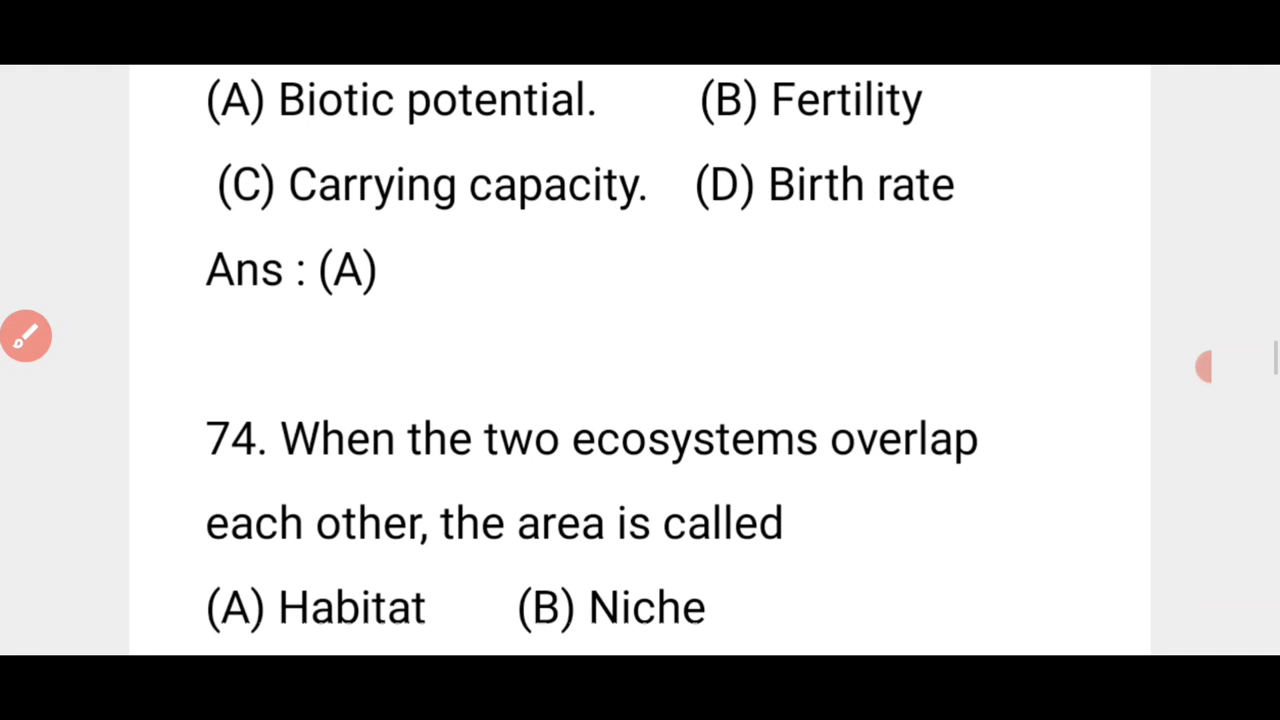 (A) Biotic potential. (B) Fertility
(C) Carrying capacity. (D) Birth rate
Ans : (A)
74. When the two ecosystems overlap
each other, the area is called
(A) Habitat (B) Niche